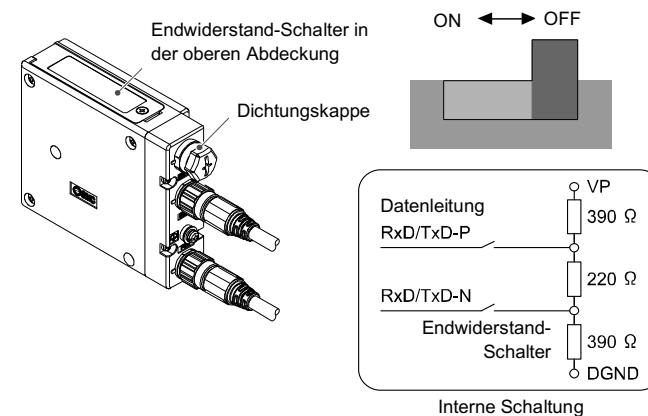 Endwiderstand-Schalter in
der oberen Abdeckung
Dichtungskappe
ON OFF
VP
390 Ω
Datenleitung
RxD/TxD-P
220 Ω
RxD/TxD-N
Endwiderstand-
Schalter
390 Ω
DGND
Interne Schaltung